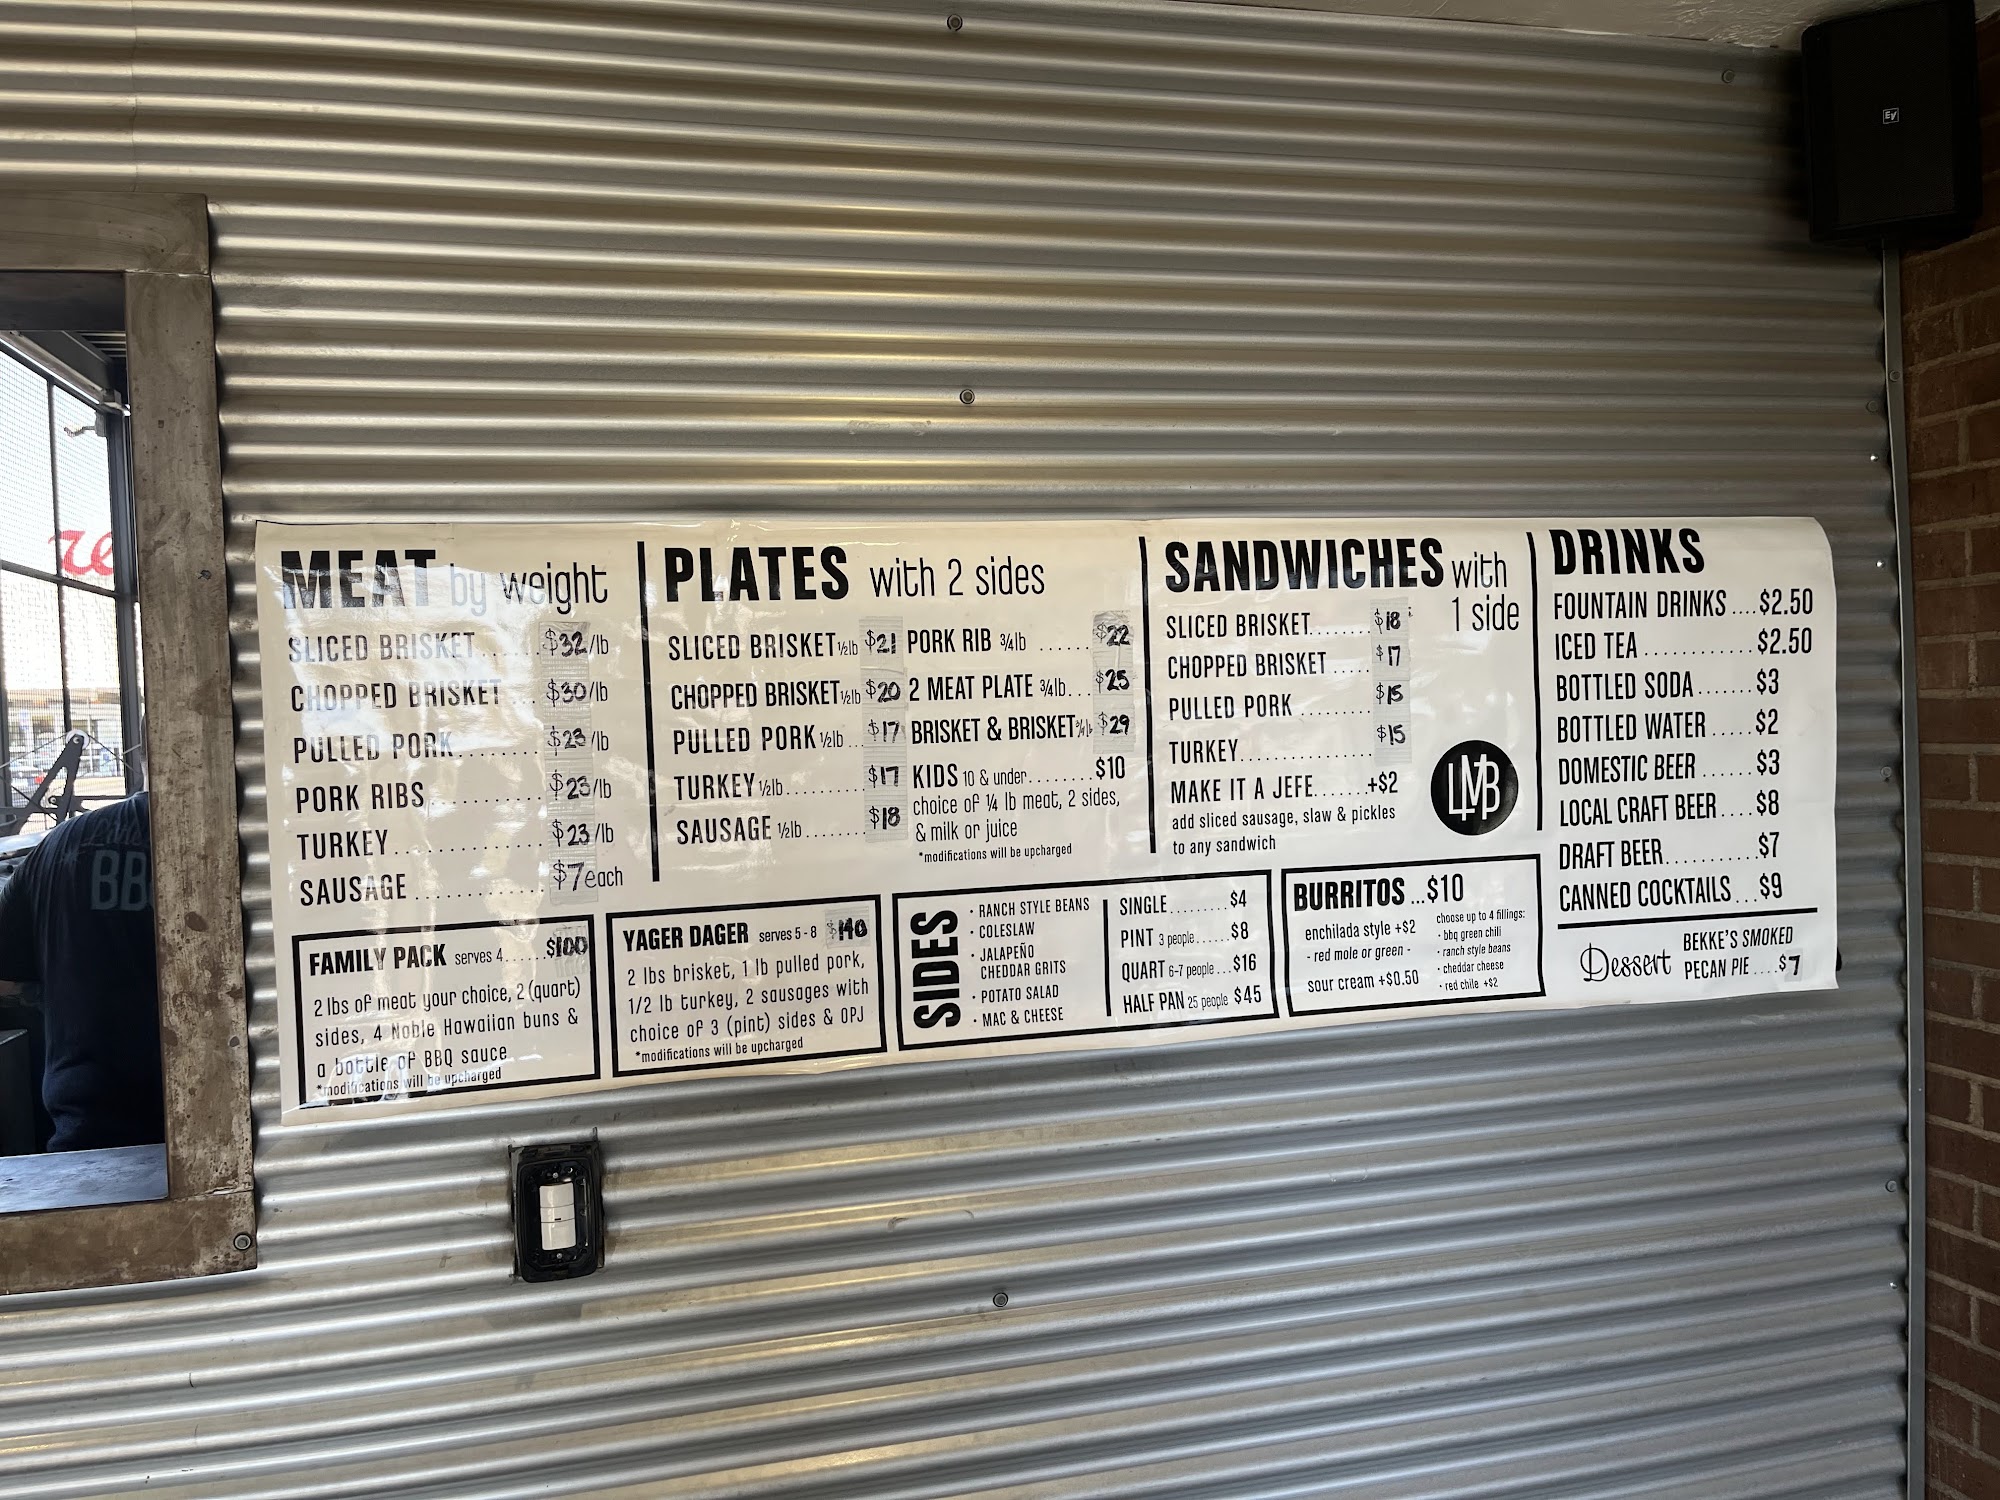 EV
MEAT by weight
SLICED BRISKET ..... $32/lb
CHOPPED BRISKET ... $30/lb
PULLED PORK ......... $23/lb
PORK RIBS ........... $23/lb
TURKEY .............. $23/lb
SAUSAGE ............ $7each
PLATES with 2 sides
SLICED BRISKET ½lb $21
CHOPPED BRISKET ½lb $20
PULLED PORK ½lb ... $17
TURKEY ½lb ......... $17
SAUSAGE ½lb ........ $18
PORK RIB ¾lb ...... $22
2 MEAT PLATE ¾lb... $25
BRISKET & BRISKET ¾lb $29
KIDS 10 & under ........ $10
choice of ¼ lb meat, 2 sides,
& milk or juice
*modifications will be upcharged
SANDWICHES with
1 side
SLICED BRISKET ........ $18
CHOPPED BRISKET ..... $17
PULLED PORK ......... $15
TURKEY .............. $15
MAKE IT A JEFE ......+$2
add sliced sausage, slaw & pickles
to any sandwich
LMB
DRINKS
FOUNTAIN DRINKS ....$2.50
ICED TEA ............$2.50
BOTTLED SODA .......$3
BOTTLED WATER .....$2
DOMESTIC BEER ......$3
LOCAL CRAFT BEER ....$8
DRAFT BEER ...........$7
CANNED COCKTAILS ...$9
Dessert
BEKKE'S SMOKED
PECAN PIE ....$7
FAMILY PACK serves 4 ...... $100
2 lbs of meat your choice, 2 (quart)
sides, 4 Noble Hawaiian buns &
a bottle of BBQ sauce
*modifications will be upcharged
YAGER DAGER serves 5 - 8 $140
2 lbs brisket, 1 lb pulled pork,
1/2 lb turkey, 2 sausages with
choice of 3 (pint) sides & OPJ
*modifications will be upcharged
SIDES
· RANCH STYLE BEANS
· COLESLAW
· JALAPEÑO
CHEDDAR GRITS
· POTATO SALAD
· MAC & CHEESE
SINGLE ......... $4
PINT 3 people ...... $8
QUART 6-7 people ... $16
HALF PAN 25 people $45
BURRITOS ...$10
enchilada style +$2
- red mole or green -
sour cream +$0.50
choose up to 4 fillings:
· bbq green chili
· ranch style beans
· cheddar cheese
· red chile +$2